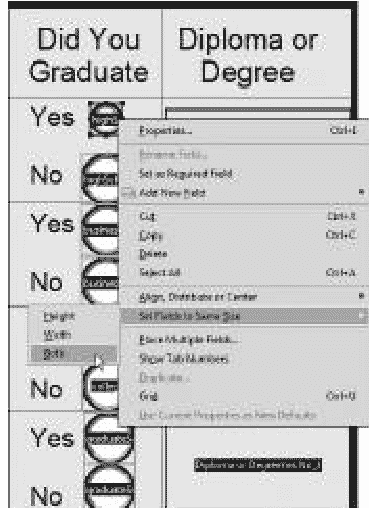 Did You Graduate
Diploma or Degree
Yes
No
Yes
No
No
Yes
No
Properties...
Ctrl+I
Rename Field...
Set as Required Field
Add New Field
Cut
Ctrl+X
Copy
Ctrl+C
Delete
Select All
Ctrl+A
Align, Distribute or Center
Set Fields to Same Size
Height
Width
Both
Place Multiple Fields...
Show Tab Numbers
Duplicate...
Grid
Ctrl+U
Use Current Properties as New Defaults